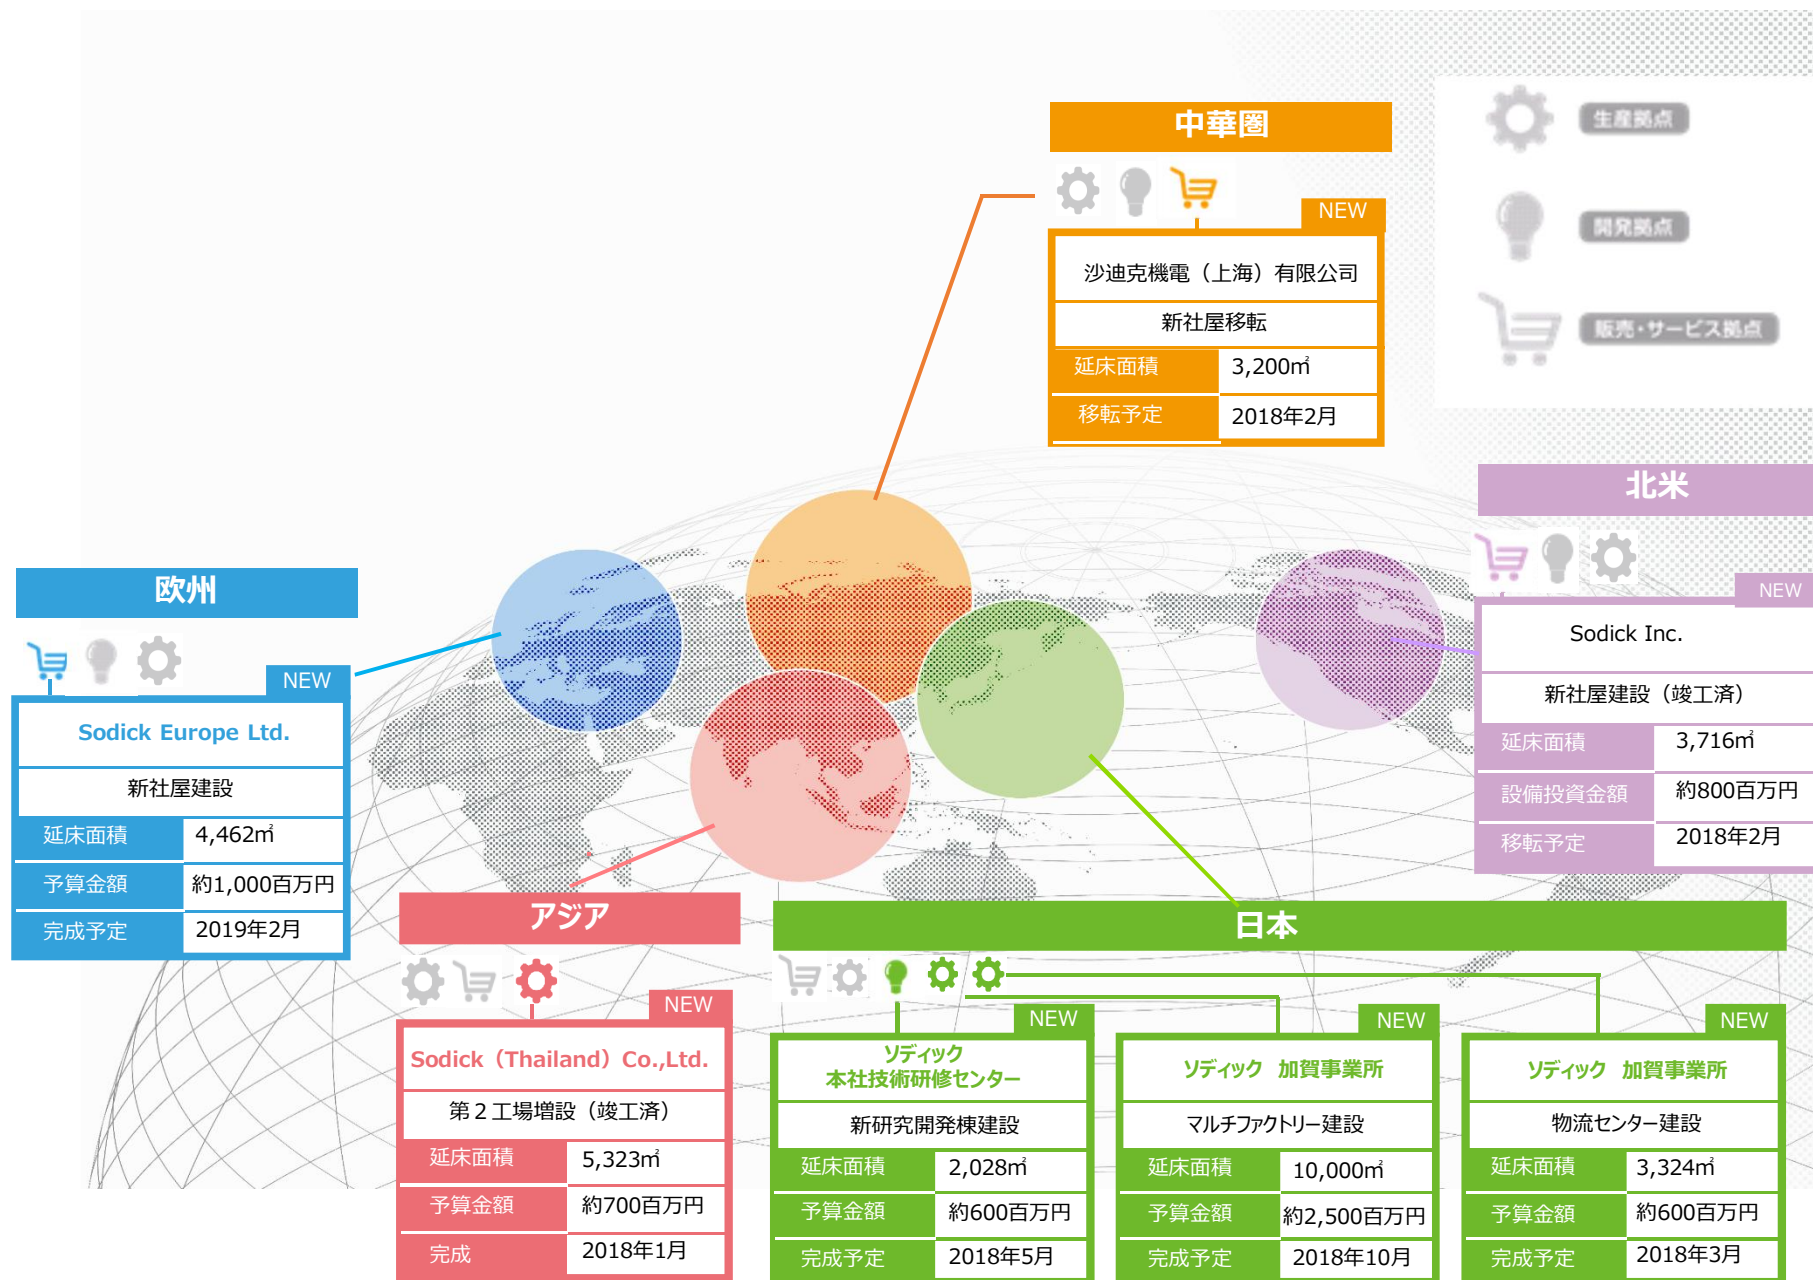 中華圏
NEW
沙迪克機電（上海）有限公司
新社屋移転
延床面積 3,200㎡
移転予定 2018年2月
生産拠点
開発拠点
販売・サービス拠点
北米
NEW
Sodick Inc.
新社屋建設（竣工済）
延床面積 3,716㎡
設備投資金額 約800百万円
移転予定 2018年2月
欧州
NEW
Sodick Europe Ltd.
新社屋建設
延床面積 4,462㎡
予算金額 約1,000百万円
完成予定 2019年2月
アジア
NEW
Sodick（Thailand）Co.,Ltd.
第２工場増設（竣工済）
延床面積 5,323㎡
予算金額 約700百万円
完成 2018年1月
日本
NEW
ソディック
本社技術研修センター
新研究開発棟建設
延床面積 2,028㎡
予算金額 約600百万円
完成予定 2018年5月
NEW
ソディック 加賀事業所
マルチファクトリー建設
延床面積 10,000㎡
予算金額 約2,500百万円
完成予定 2018年10月
NEW
ソディック 加賀事業所
物流センター建設
延床面積 3,324㎡
予算金額 約600百万円
完成予定 2018年3月